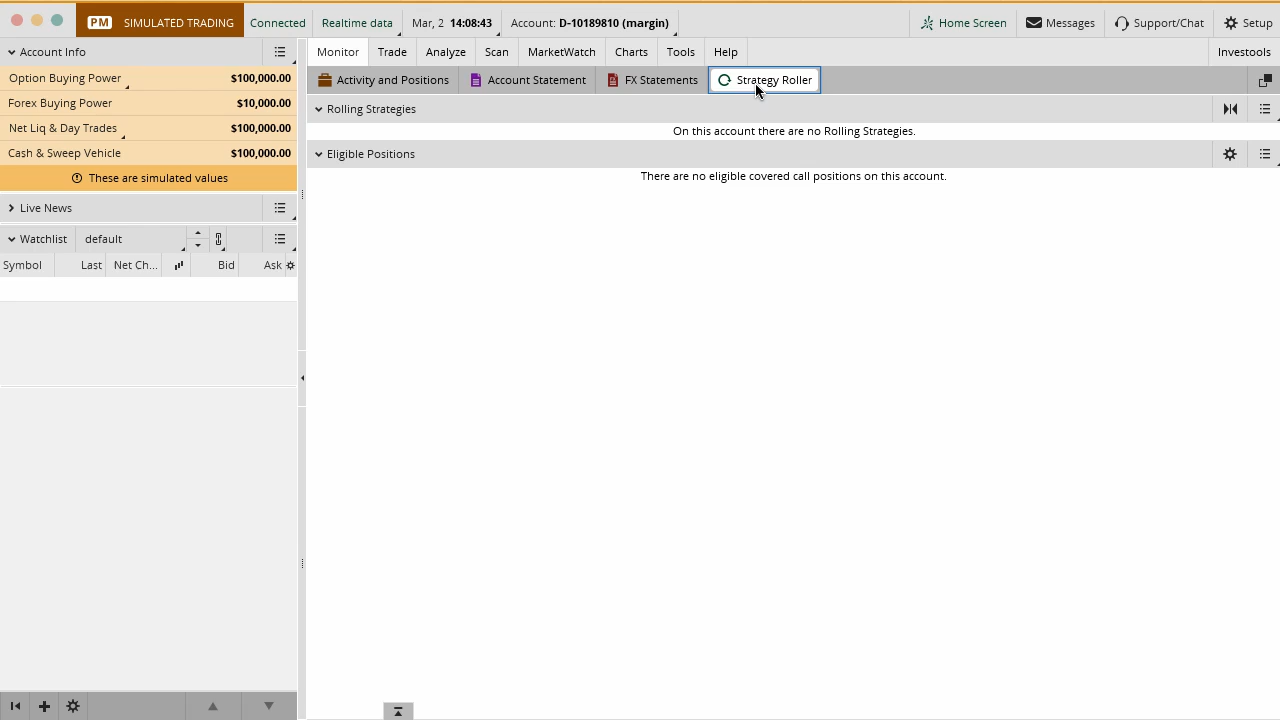 PM SIMULATED TRADING Connected Realtime data Mar, 2 14:08:43 Account: D-10189810 (margin) Home Screen Messages Support/Chat Setup
Account Info
Option Buying Power $100,000.00
Forex Buying Power $10,000.00
Net Liq & Day Trades $100,000.00
Cash & Sweep Vehicle $100,000.00
These are simulated values
Live News
Watchlist default
Symbol Last Net Ch... Bid Ask
Monitor Trade Analyze Scan MarketWatch Charts Tools Help Investools
Activity and Positions Account Statement FX Statements Strategy Roller
Rolling Strategies
On this account there are no Rolling Strategies.
Eligible Positions
There are no eligible covered call positions on this account.